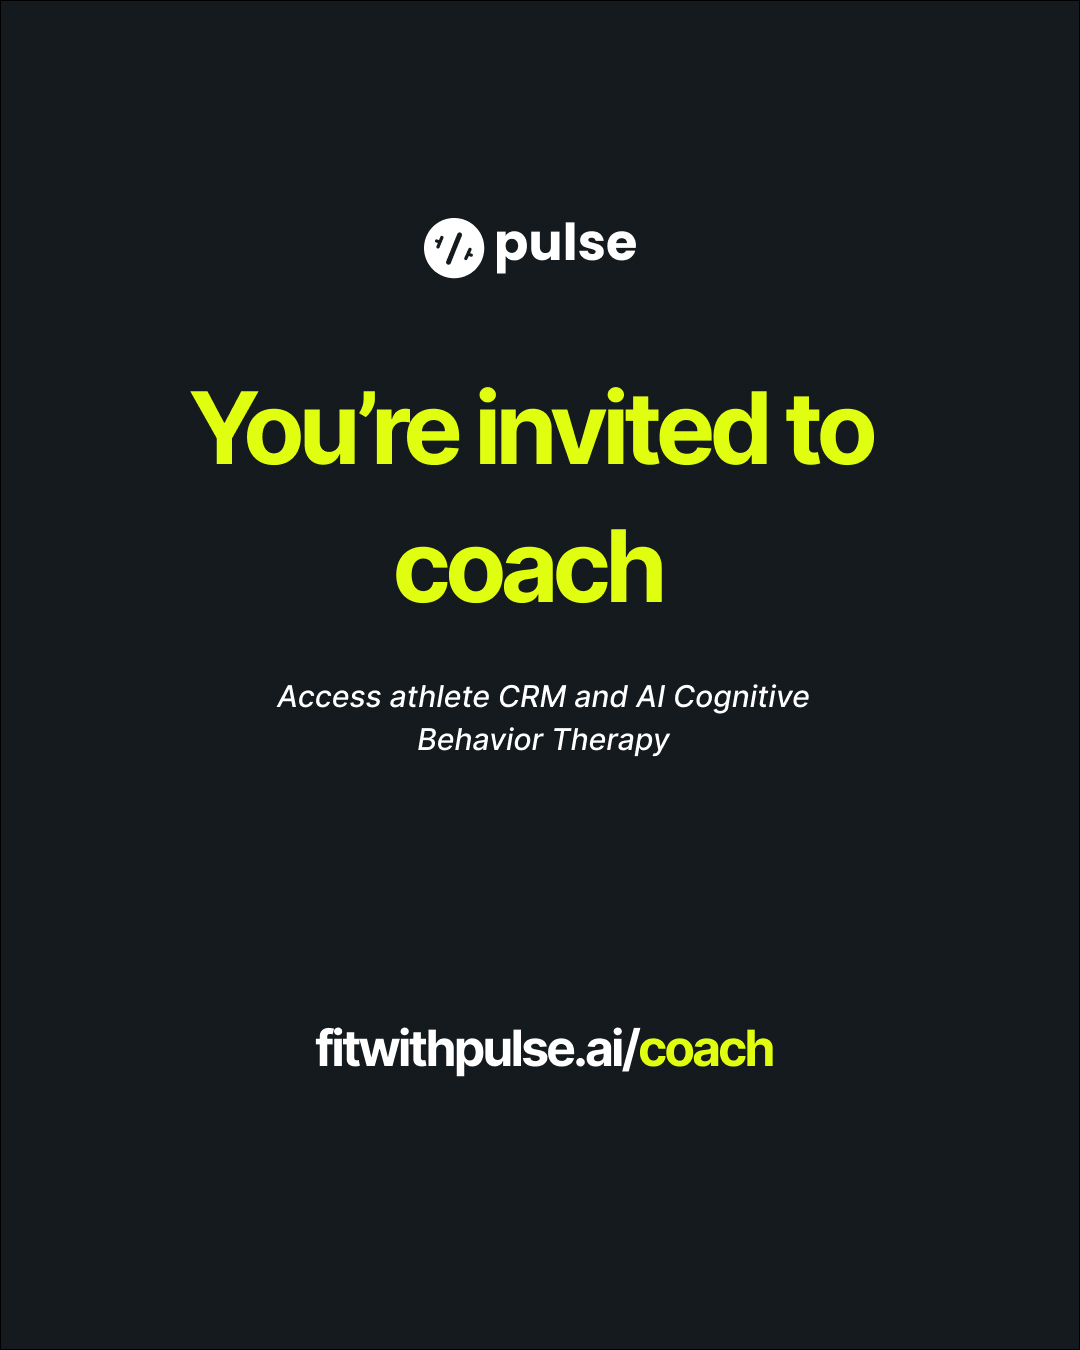 pulse
You’re invited to
coach
Access athlete CRM and AI Cognitive
Behavior Therapy
fitwithpulse.ai/coach